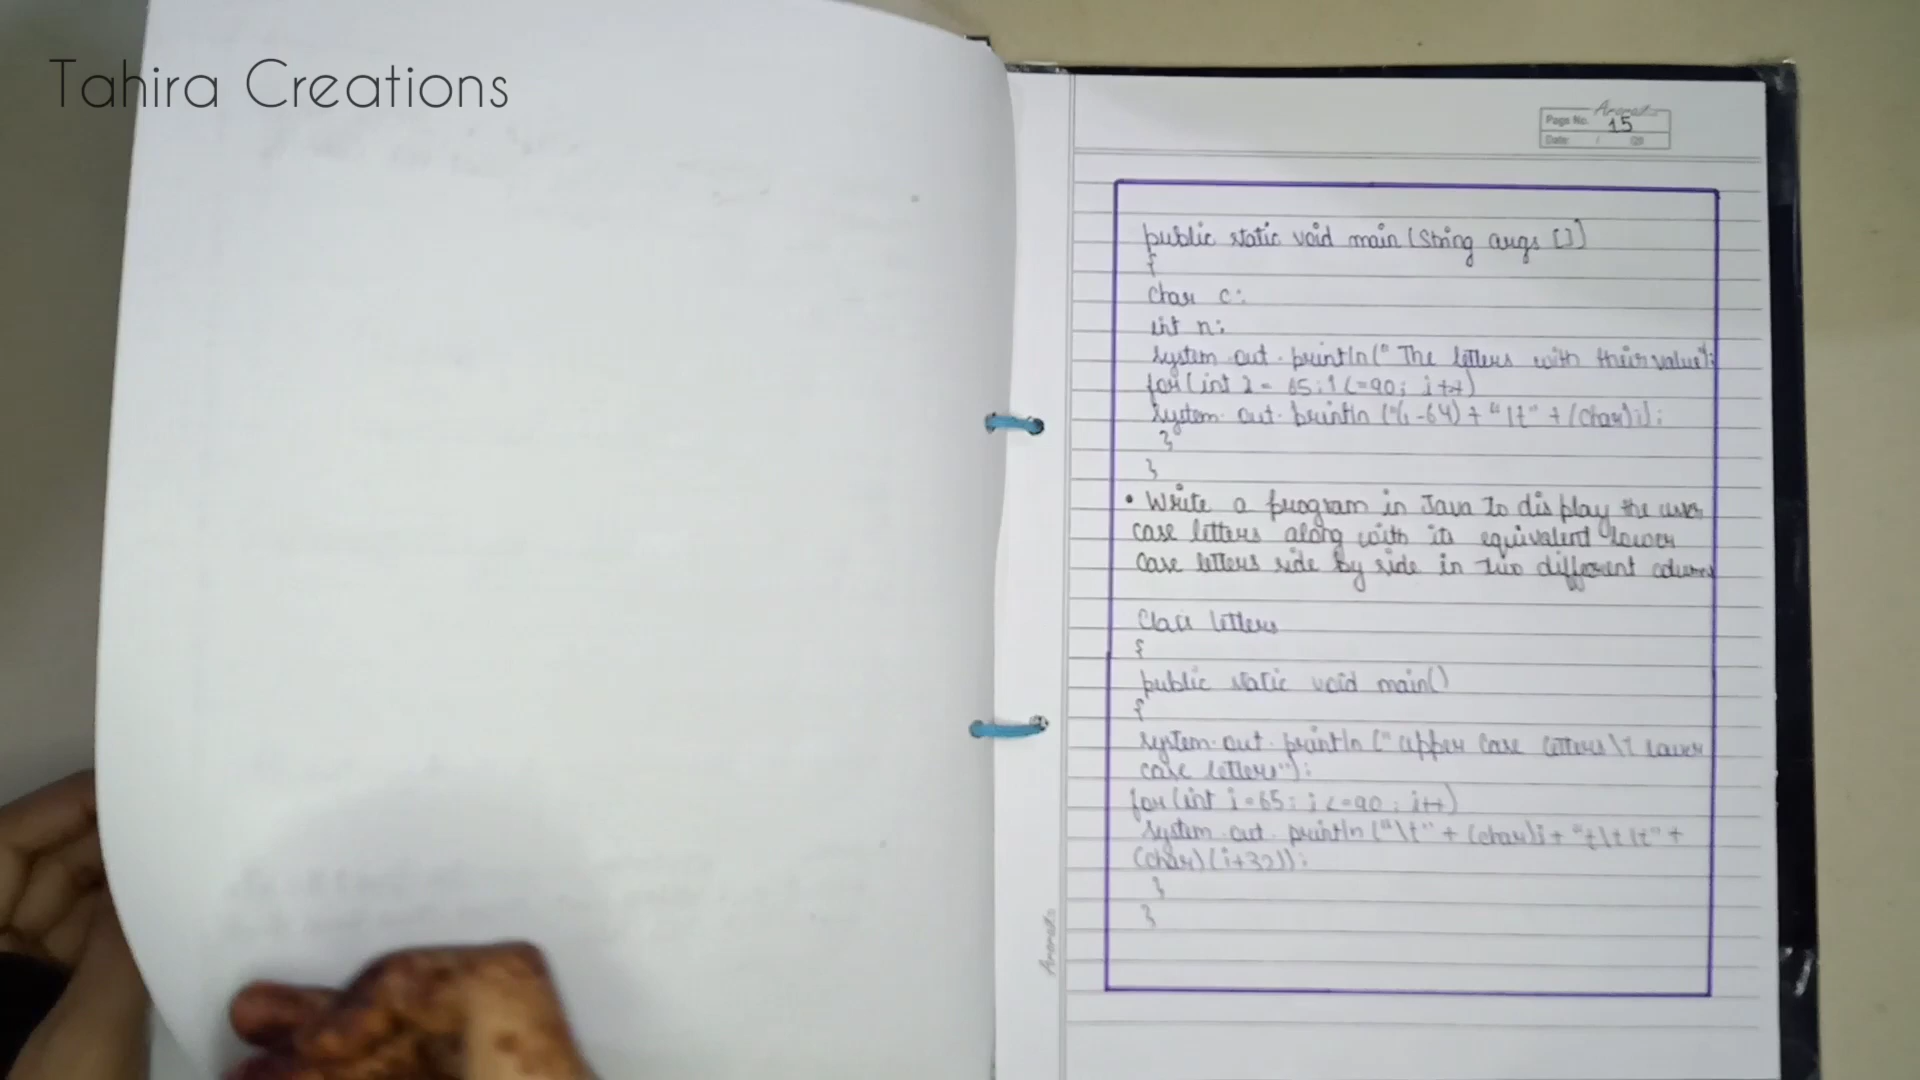 Tahira Creations
Page No. 15
Date: / 20
public static void main (String args []
{
char c;
int n;
System.out.println(" The letters with their value");
for(int i = 65; i <=90; i++)
System.out.println ("(i-64) + "\t" + (char)i);
}
}
• Write a program in Java to display the
case letters along with its equivalent lower
case letters side by side in two different
Class letters
{
public static void main()
{
System.out.println (" upper case letters \t lower
case letters");
for (int i=65; i <=90; i++)
System.out.println ("\t" + (char)i + "t\t\t" +
(char)(i+32));
}
}